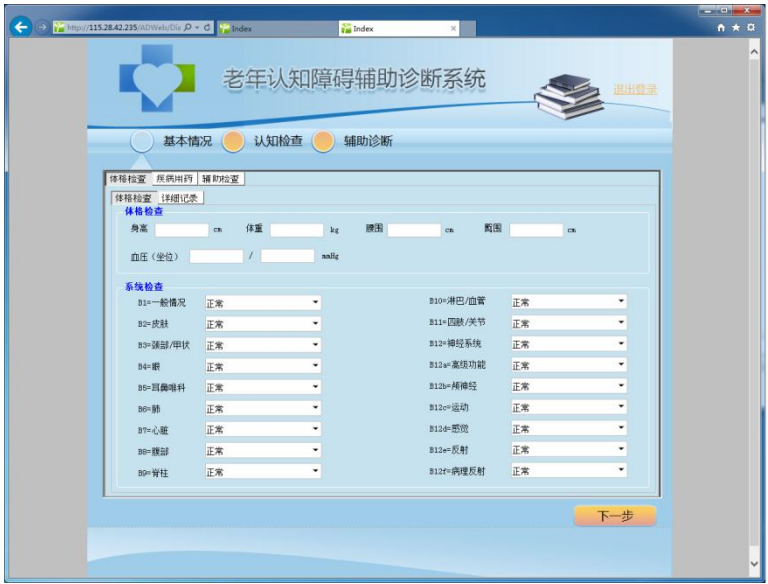 http://115.28.42.235/ADWeb/Dis
Index
Index
老年认知障碍辅助诊断系统
退出登录
基本情况 认知检查 辅助诊断
体格检查 疾病用药 辅助检查
体格检查 详细记录
体格检查
身高 cm 体重 kg 腰围 cm 臀围 cm
血压（坐位） / mmHg
系统检查
B1=一般情况 正常 B10=淋巴/血管 正常
B2=皮肤 正常 B11=四肢/关节 正常
B3=颈部/甲状 正常 B12=神经系统 正常
B4=眼 正常 B12a=高级功能 正常
B5=耳鼻喉科 正常 B12b=颅神经 正常
B6=肺 正常 B12c=运动 正常
B7=心脏 正常 B12d=感觉 正常
B8=腹部 正常 B12e=反射 正常
B9=脊柱 正常 B12f=病理反射 正常
下一步